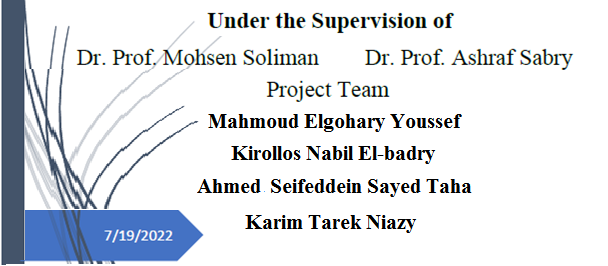 Under the Supervision of
Dr. Prof. Mohsen Soliman Dr. Prof. Ashraf Sabry
Project Team
Mahmoud Elgohary Youssef
Kirollos Nabil El-badry
Ahmed Seifeddein Sayed Taha
Karim Tarek Niazy
7/19/2022